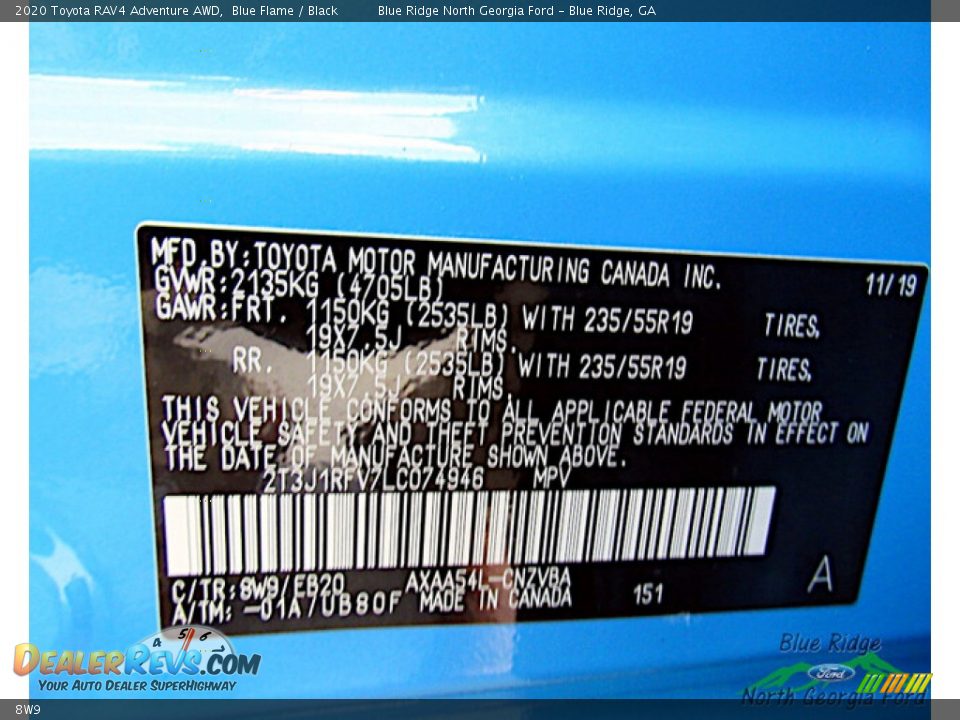 2020 Toyota RAV4 Adventure AWD, Blue Flame / Black Blue Ridge North Georgia Ford - Blue Ridge, GA
MFD.BY:TOYOTA MOTOR MANUFACTURING CANADA INC. 11/19
GVWR:2135KG (4705LB)
GAWR:FRT. 1150KG (2535LB) WITH 235/55R19 TIRES,
19X7.5J RIMS.
RR. 1150KG (2535LB) WITH 235/55R19 TIRES,
19X7.5J RIMS.
THIS VEHICLE CONFORMS TO ALL APPLICABLE FEDERAL MOTOR
VEHICLE SAFETY AND THEFT PREVENTION STANDARDS IN EFFECT ON
THE DATE OF MANUFACTURE SHOWN ABOVE.
2T3J1RFV7LC074946 MPV
C/TR:8W9/EB20 AXAA54L-CNZVBA
A/TM: -01A/UB80F MADE IN CANADA 151 A
4 5 6
DEALERREVS.COM
YOUR AUTO DEALER SUPERHIGHWAY
Blue Ridge
Ford
North Georgia Ford
8W9